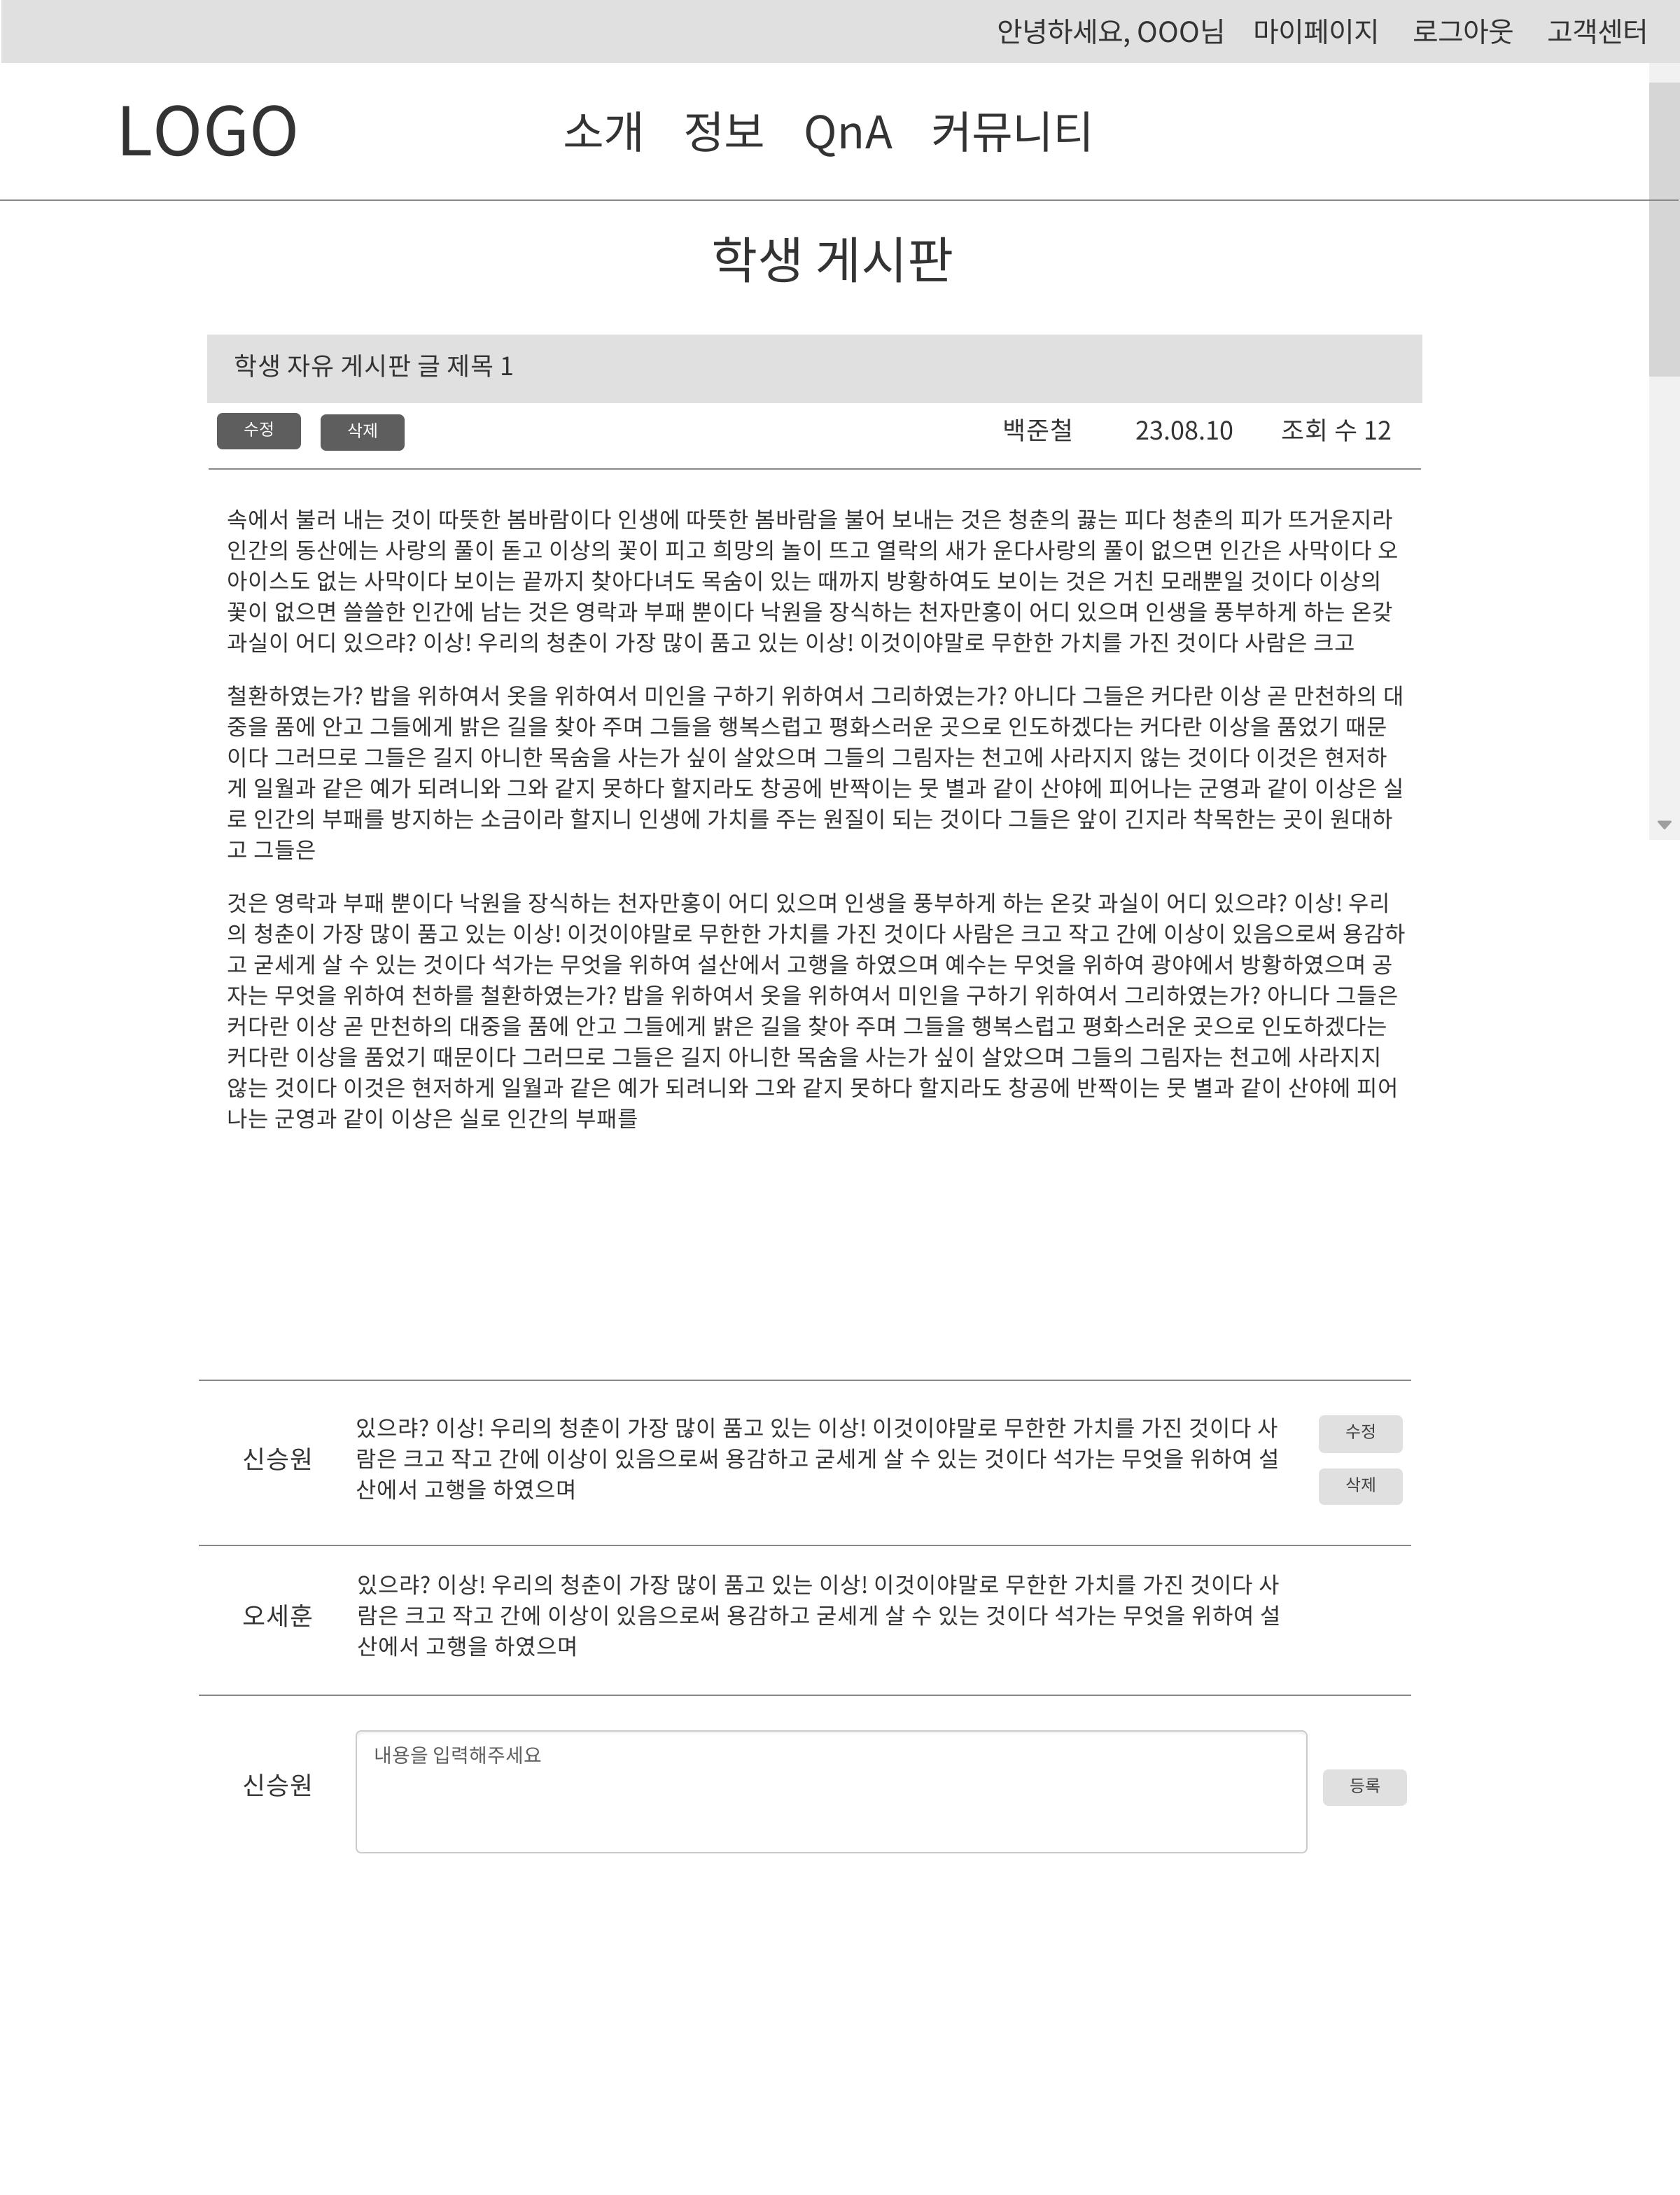 안녕하세요, OOO님 마이페이지 로그아웃 고객센터
LOGO 소개 정보 QnA 커뮤니티
학생 게시판
학생 자유 게시판 글 제목 1
수정 삭제 백준철 23.08.10 조회 수 12
속에서 불러 내는 것이 따뜻한 봄바람이다 인생에 따뜻한 봄바람을 불어 보내는 것은 청춘의 끓는 피다 청춘의 피가 뜨거운지라
인간의 동산에는 사랑의 풀이 돋고 이상의 꽃이 피고 희망의 놀이 뜨고 열락의 새가 운다사랑의 풀이 없으면 인간은 사막이다 오
아이스도 없는 사막이다 보이는 끝까지 찾아다녀도 목숨이 있는 때까지 방황하여도 보이는 것은 거친 모래뿐일 것이다 이상의
꽃이 없으면 쓸쓸한 인간에 남는 것은 영락과 부패 뿐이다 낙원을 장식하는 천자만홍이 어디 있으며 인생을 풍부하게 하는 온갖
과실이 어디 있으랴? 이상! 우리의 청춘이 가장 많이 품고 있는 이상! 이것이야말로 무한한 가치를 가진 것이다 사람은 크고
철환하였는가? 밥을 위하여서 옷을 위하여서 미인을 구하기 위하여서 그리하였는가? 아니다 그들은 커다란 이상 곧 만천하의 대
중을 품에 안고 그들에게 밝은 길을 찾아 주며 그들을 행복스럽고 평화스러운 곳으로 인도하겠다는 커다란 이상을 품었기 때문
이다 그러므로 그들은 길지 아니한 목숨을 사는가 싶이 살았으며 그들의 그림자는 천고에 사라지지 않는 것이다 이것은 현저하
게 일월과 같은 예가 되려니와 그와 같지 못하다 할지라도 창공에 반짝이는 뭇 별과 같이 산야에 피어나는 군영과 같이 이상은 실
로 인간의 부패를 방지하는 소금이라 할지니 인생에 가치를 주는 원질이 되는 것이다 그들은 앞이 긴지라 착목한는 곳이 원대하
고 그들은
것은 영락과 부패 뿐이다 낙원을 장식하는 천자만홍이 어디 있으며 인생을 풍부하게 하는 온갖 과실이 어디 있으랴? 이상! 우리
의 청춘이 가장 많이 품고 있는 이상! 이것이야말로 무한한 가치를 가진 것이다 사람은 크고 작고 간에 이상이 있음으로써 용감하
고 굳세게 살 수 있는 것이다 석가는 무엇을 위하여 설산에서 고행을 하였으며 예수는 무엇을 위하여 광야에서 방황하였으며 공
자는 무엇을 위하여 천하를 철환하였는가? 밥을 위하여서 옷을 위하여서 미인을 구하기 위하여서 그리하였는가? 아니다 그들은
커다란 이상 곧 만천하의 대중을 품에 안고 그들에게 밝은 길을 찾아 주며 그들을 행복스럽고 평화스러운 곳으로 인도하겠다는
커다란 이상을 품었기 때문이다 그러므로 그들은 길지 아니한 목숨을 사는가 싶이 살았으며 그들의 그림자는 천고에 사라지지
않는 것이다 이것은 현저하게 일월과 같은 예가 되려니와 그와 같지 못하다 할지라도 창공에 반짝이는 뭇 별과 같이 산야에 피어
나는 군영과 같이 이상은 실로 인간의 부패를
신승원
있으랴? 이상! 우리의 청춘이 가장 많이 품고 있는 이상! 이것이야말로 무한한 가치를 가진 것이다 사
람은 크고 작고 간에 이상이 있음으로써 용감하고 굳세게 살 수 있는 것이다 석가는 무엇을 위하여 설
산에서 고행을 하였으며
수정
삭제
오세훈
있으랴? 이상! 우리의 청춘이 가장 많이 품고 있는 이상! 이것이야말로 무한한 가치를 가진 것이다 사
람은 크고 작고 간에 이상이 있음으로써 용감하고 굳세게 살 수 있는 것이다 석가는 무엇을 위하여 설
산에서 고행을 하였으며
신승원
내용을 입력해주세요
등록